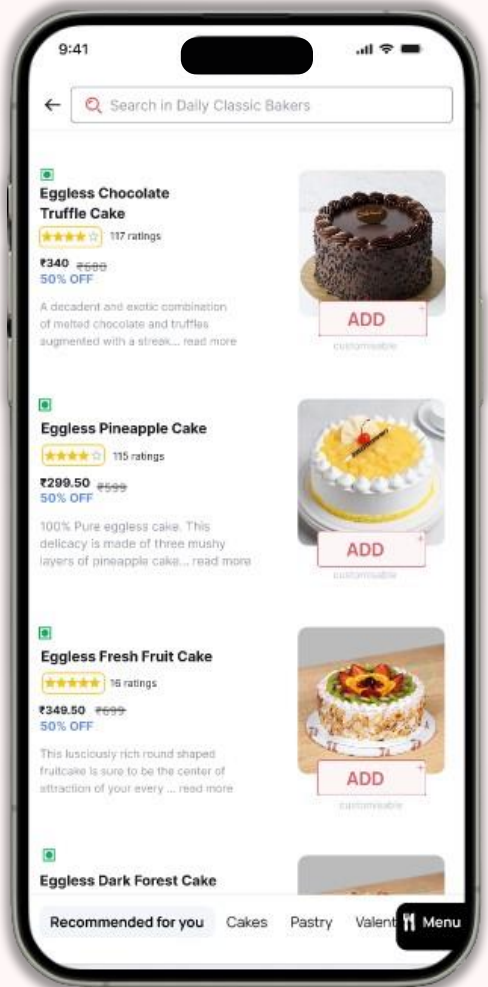 9:41
Search in Daily Classic Bakers
Eggless Chocolate
Truffle Cake
117 ratings
₹340 ₹680
50% OFF
A decadent and exotic combination
of melted chocolate and truffles
augmented with a streak... read more
ADD
+
customisable
Eggless Pineapple Cake
115 ratings
₹299.50 ₹599
50% OFF
100% Pure eggless cake. This
delicacy is made of three mushy
layers of pineapple cake... read more
ADD
+
customisable
Eggless Fresh Fruit Cake
16 ratings
₹349.50 ₹699
50% OFF
This lusciously rich round shaped
fruitcake is sure to be the center of
attraction of your every ... read more
ADD
+
customisable
Eggless Dark Forest Cake
Recommended for you Cakes Pastry Valent Menu